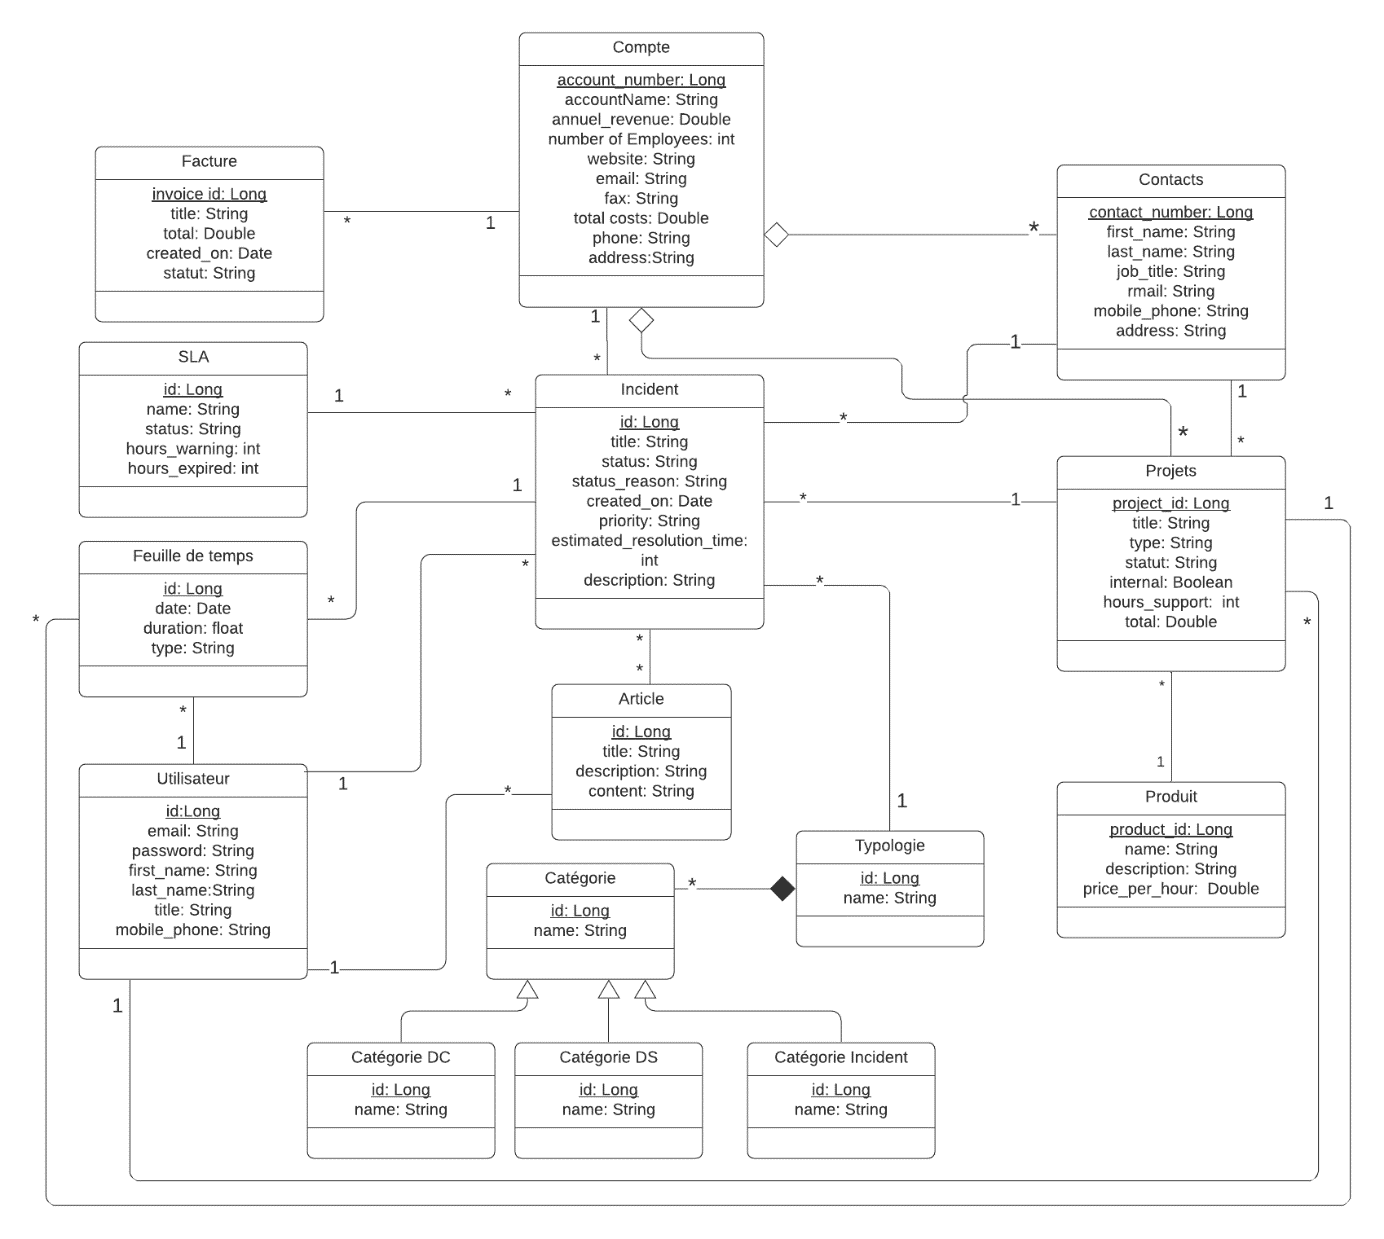 Compte
account_number: Long
accountName: String
annuel_revenue: Double
number of Employees: int
website: String
email: String
fax: String
total costs: Double
phone: String
address:String
Facture
invoice id: Long
title: String
total: Double
created_on: Date
statut: String
*
1
*
Contacts
contact_number: Long
first_name: String
last_name: String
job_title: String
rmail: String
mobile_phone: String
address: String
1
*
1
*
1
*
SLA
id: Long
name: String
status: String
hours_warning: int
hours_expired: int
1
*
Incident
id: Long
title: String
status: String
status_reason: String
created_on: Date
priority: String
estimated_resolution_time:
int
description: String
*
1
*
Projets
project_id: Long
title: String
type: String
statut: String
internal: Boolean
hours_support:  int
total: Double
*
1
1
*
1
*
*
*
Feuille de temps
id: Long
date: Date
duration: float
type: String
*
*
1
*
*
Article
id: Long
title: String
description: String
content: String
*
1
Utilisateur
id:Long
email: String
password: String
first_name: String
last_name:String
title: String
mobile_phone: String
1
*
1
1
1
Typologie
id: Long
name: String
Produit
product_id: Long
name: String
description: String
price_per_hour:  Double
Catégorie
id: Long
name: String
*
Catégorie DC
id: Long
name: String
Catégorie DS
id: Long
name: String
Catégorie Incident
id: Long
name: String